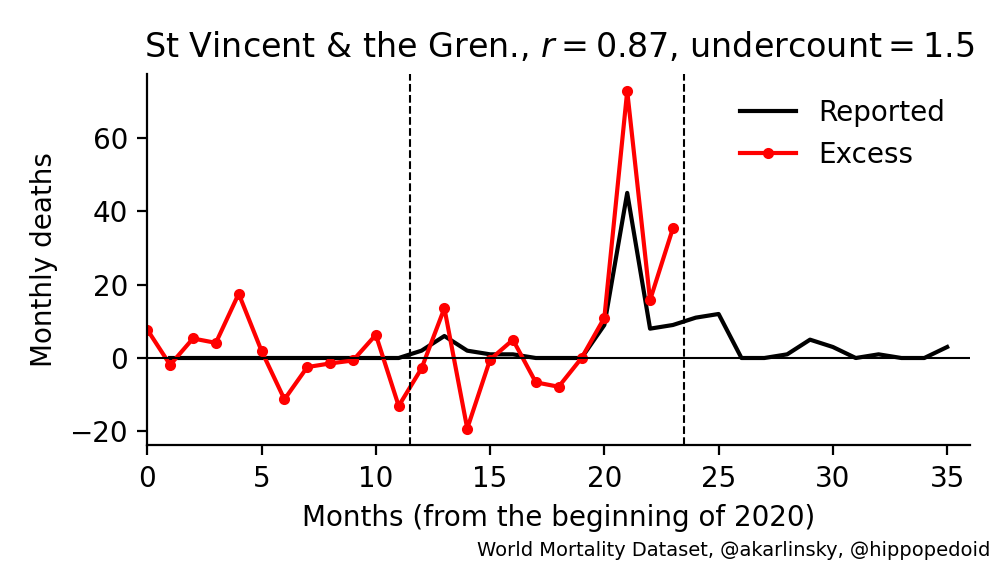 St Vincent & the Gren., r = 0.87, undercount = 1.5
Reported
Excess
Monthly deaths
60
40
20
0
−20
0 5 10 15 20 25 30 35
Months (from the beginning of 2020)
World Mortality Dataset, @akarlinsky, @hippopedoid